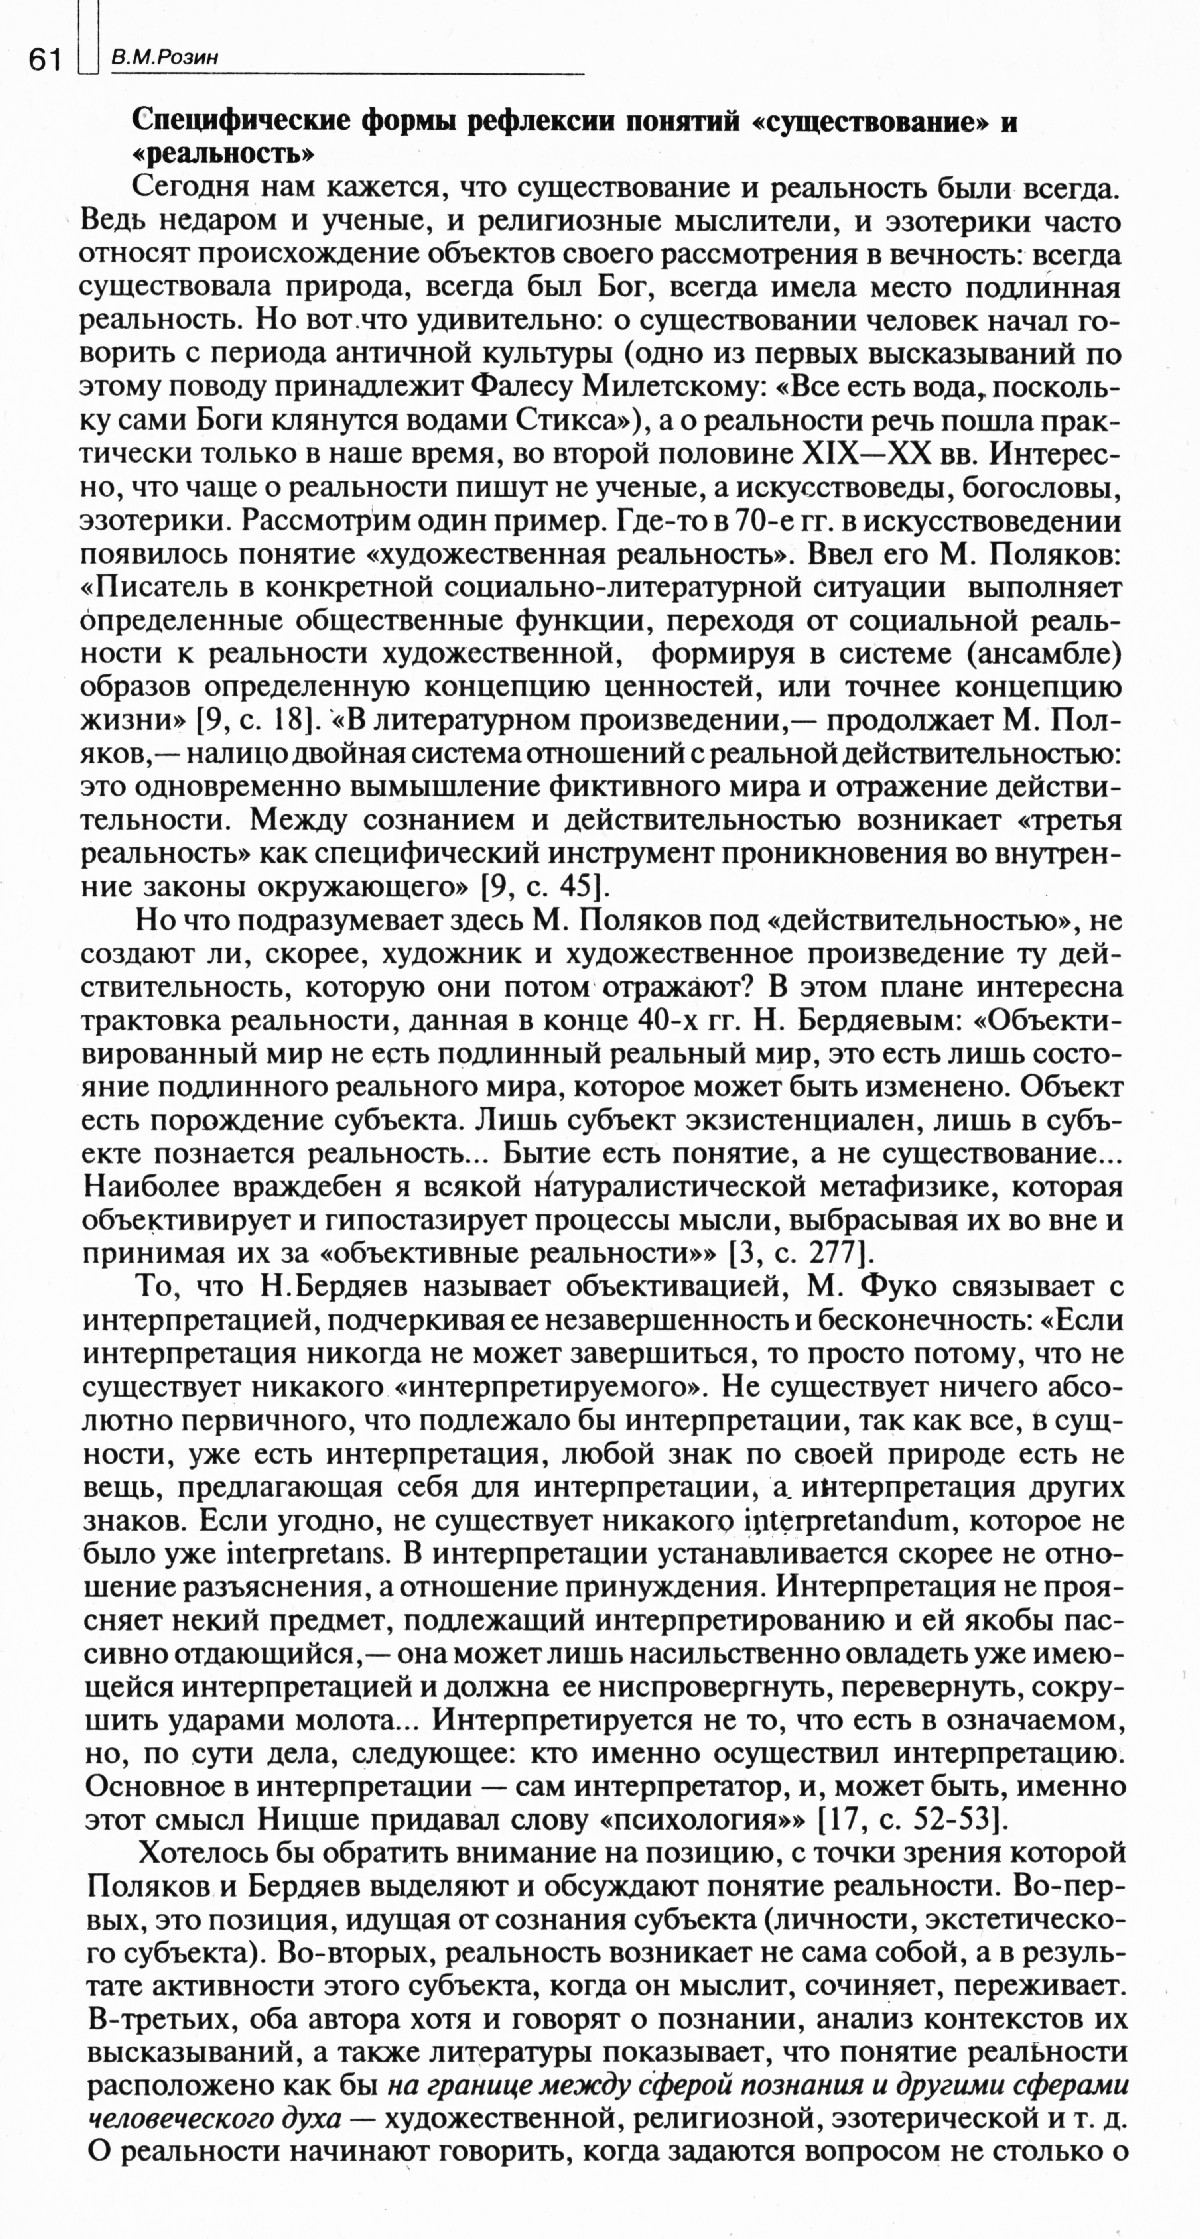 61
В.М.Розин
Специфические формы рефлексии понятий «существование» и
«реальность»
Сегодня нам кажется, что существование и реальность были всегда.
Ведь недаром и ученые, и религиозные мыслители, и эзотерики часто
относят происхождение объектов своего рассмотрения в вечность: всегда
существовала природа, всегда был Бог, всегда имела место подлинная
реальность. Но вот что удивительно: о существовании человек начал го-
ворить с периода античной культуры (одно из первых высказываний по
этому поводу принадлежит Фалесу Милетскому: «Все есть вода, посколь-
ку сами Боги клянутся водами Стикса»), а о реальности речь пошла прак-
тически только в наше время, во второй половине XIX—XX вв. Интерес-
но, что чаще о реальности пишут не ученые, а искусствоведы, богословы,
эзотерики. Рассмотрим один пример. Где-то в 70-е гг. в искусствоведении
появилось понятие «художественная реальность». Ввел его М. Поляков:
«Писатель в конкретной социально-литературной ситуации выполняет
определенные общественные функции, переходя от социальной реаль-
ности к реальности художественной, формируя в системе (ансамбле)
образов определенную концепцию ценностей, или точнее концепцию
жизни» [9, с. 18]. «В литературном произведении,— продолжает М. Пол-
яков,— налицо двойная система отношений с реальной действительностью:
это одновременно вымышление фиктивного мира и отражение действи-
тельности. Между сознанием и действительностью возникает «третья
реальность» как специфический инструмент проникновения во внутрен-
ние законы окружающего» [9, с. 45].
Но что подразумевает здесь М. Поляков под «действительностью», не
создают ли, скорее, художник и художественное произведение ту дей-
ствительность, которую они потом отражают? В этом плане интересна
трактовка реальности, данная в конце 40-х гг. Н. Бердяевым: «Объекти-
вированный мир не есть подлинный реальный мир, это есть лишь состо-
яние подлинного реального мира, которое может быть изменено. Объект
есть порождение субъекта. Лишь субъект экзистенциален, лишь в субъ-
екте познается реальность... Бытие есть понятие, а не существование...
Наиболее враждебен я всякой натуралистической метафизике, которая
объективирует и гипостазирует процессы мысли, выбрасывая их во вне и
принимая их за «объективные реальности»» [3, с. 277].
То, что Н.Бердяев называет объективацией, М. Фуко связывает с
интерпретацией, подчеркивая ее незавершенность и бесконечность: «Если
интерпретация никогда не может завершиться, то просто потому, что не
существует никакого «интерпретируемого». Не существует ничего абсо-
лютно первичного, что подлежало бы интерпретации, так как все, в сущ-
ности, уже есть интерпретация, любой знак по своей природе есть не
вещь, предлагающая себя для интерпретации, а интерпретация других
знаков. Если угодно, не существует никакого interpretandum, которое не
было уже interpretans. В интерпретации устанавливается скорее не отно-
шение разъяснения, а отношение принуждения. Интерпретация не проя-
сняет некий предмет, подлежащий интерпретированию и ей якобы пас-
сивно отдающийся,— она может лишь насильственно овладеть уже имею-
щейся интерпретацией и должна ее ниспровергнуть, перевернуть, сокру-
шить ударами молота... Интерпретируется не то, что есть в означаемом,
но, по сути дела, следующее: кто именно осуществил интерпретацию.
Основное в интерпретации — сам интерпретатор, и, может быть, именно
этот смысл Ницше придавал слову «психология»» [17, с. 52-53].
Хотелось бы обратить внимание на позицию, с точки зрения которой
Поляков и Бердяев выделяют и обсуждают понятие реальности. Во-пер-
вых, это позиция, идущая от сознания субъекта (личности, экстетическо-
го субъекта). Во-вторых, реальность возникает не сама собой, а в резуль-
тате активности этого субъекта, когда он мыслит, сочиняет, переживает.
В-третьих, оба автора хотя и говорят о познании, анализ контекстов их
высказываний, а также литературы показывает, что понятие реальности
расположено как бы на границе между сферой познания и другими сферами
человеческого духа — художественной, религиозной, эзотерической и т. д.
О реальности начинают говорить, когда задаются вопросом не столько о